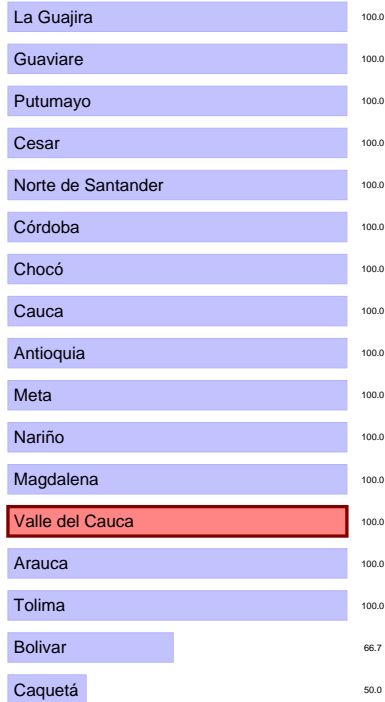 La Guajira 100.0
Guaviare 100.0
Putumayo 100.0
Cesar 100.0
Norte de Santander 100.0
Córdoba 100.0
Chocó 100.0
Cauca 100.0
Antioquia 100.0
Meta 100.0
Nariño 100.0
Magdalena 100.0
Valle del Cauca 100.0
Arauca 100.0
Tolima 100.0
Bolivar 66.7
Caquetá 50.0